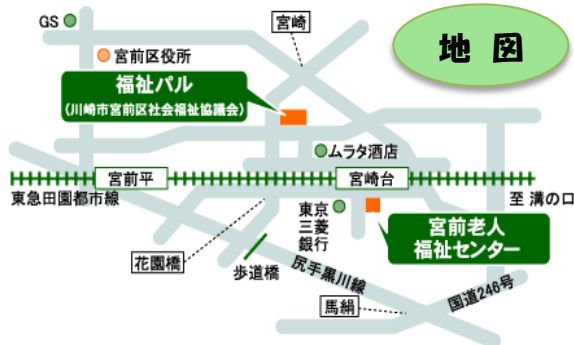 GS
宮崎
地 図
宮前区役所
福祉パル
(川崎市宮前区社会福祉協議会)
ムラタ酒店
宮前平
宮崎台
東急田園都市線
至 溝の口
東京
三菱
銀行
宮前老人
福祉センター
花園橋
歩道橋
尻手黒川線
馬絹
国道246号